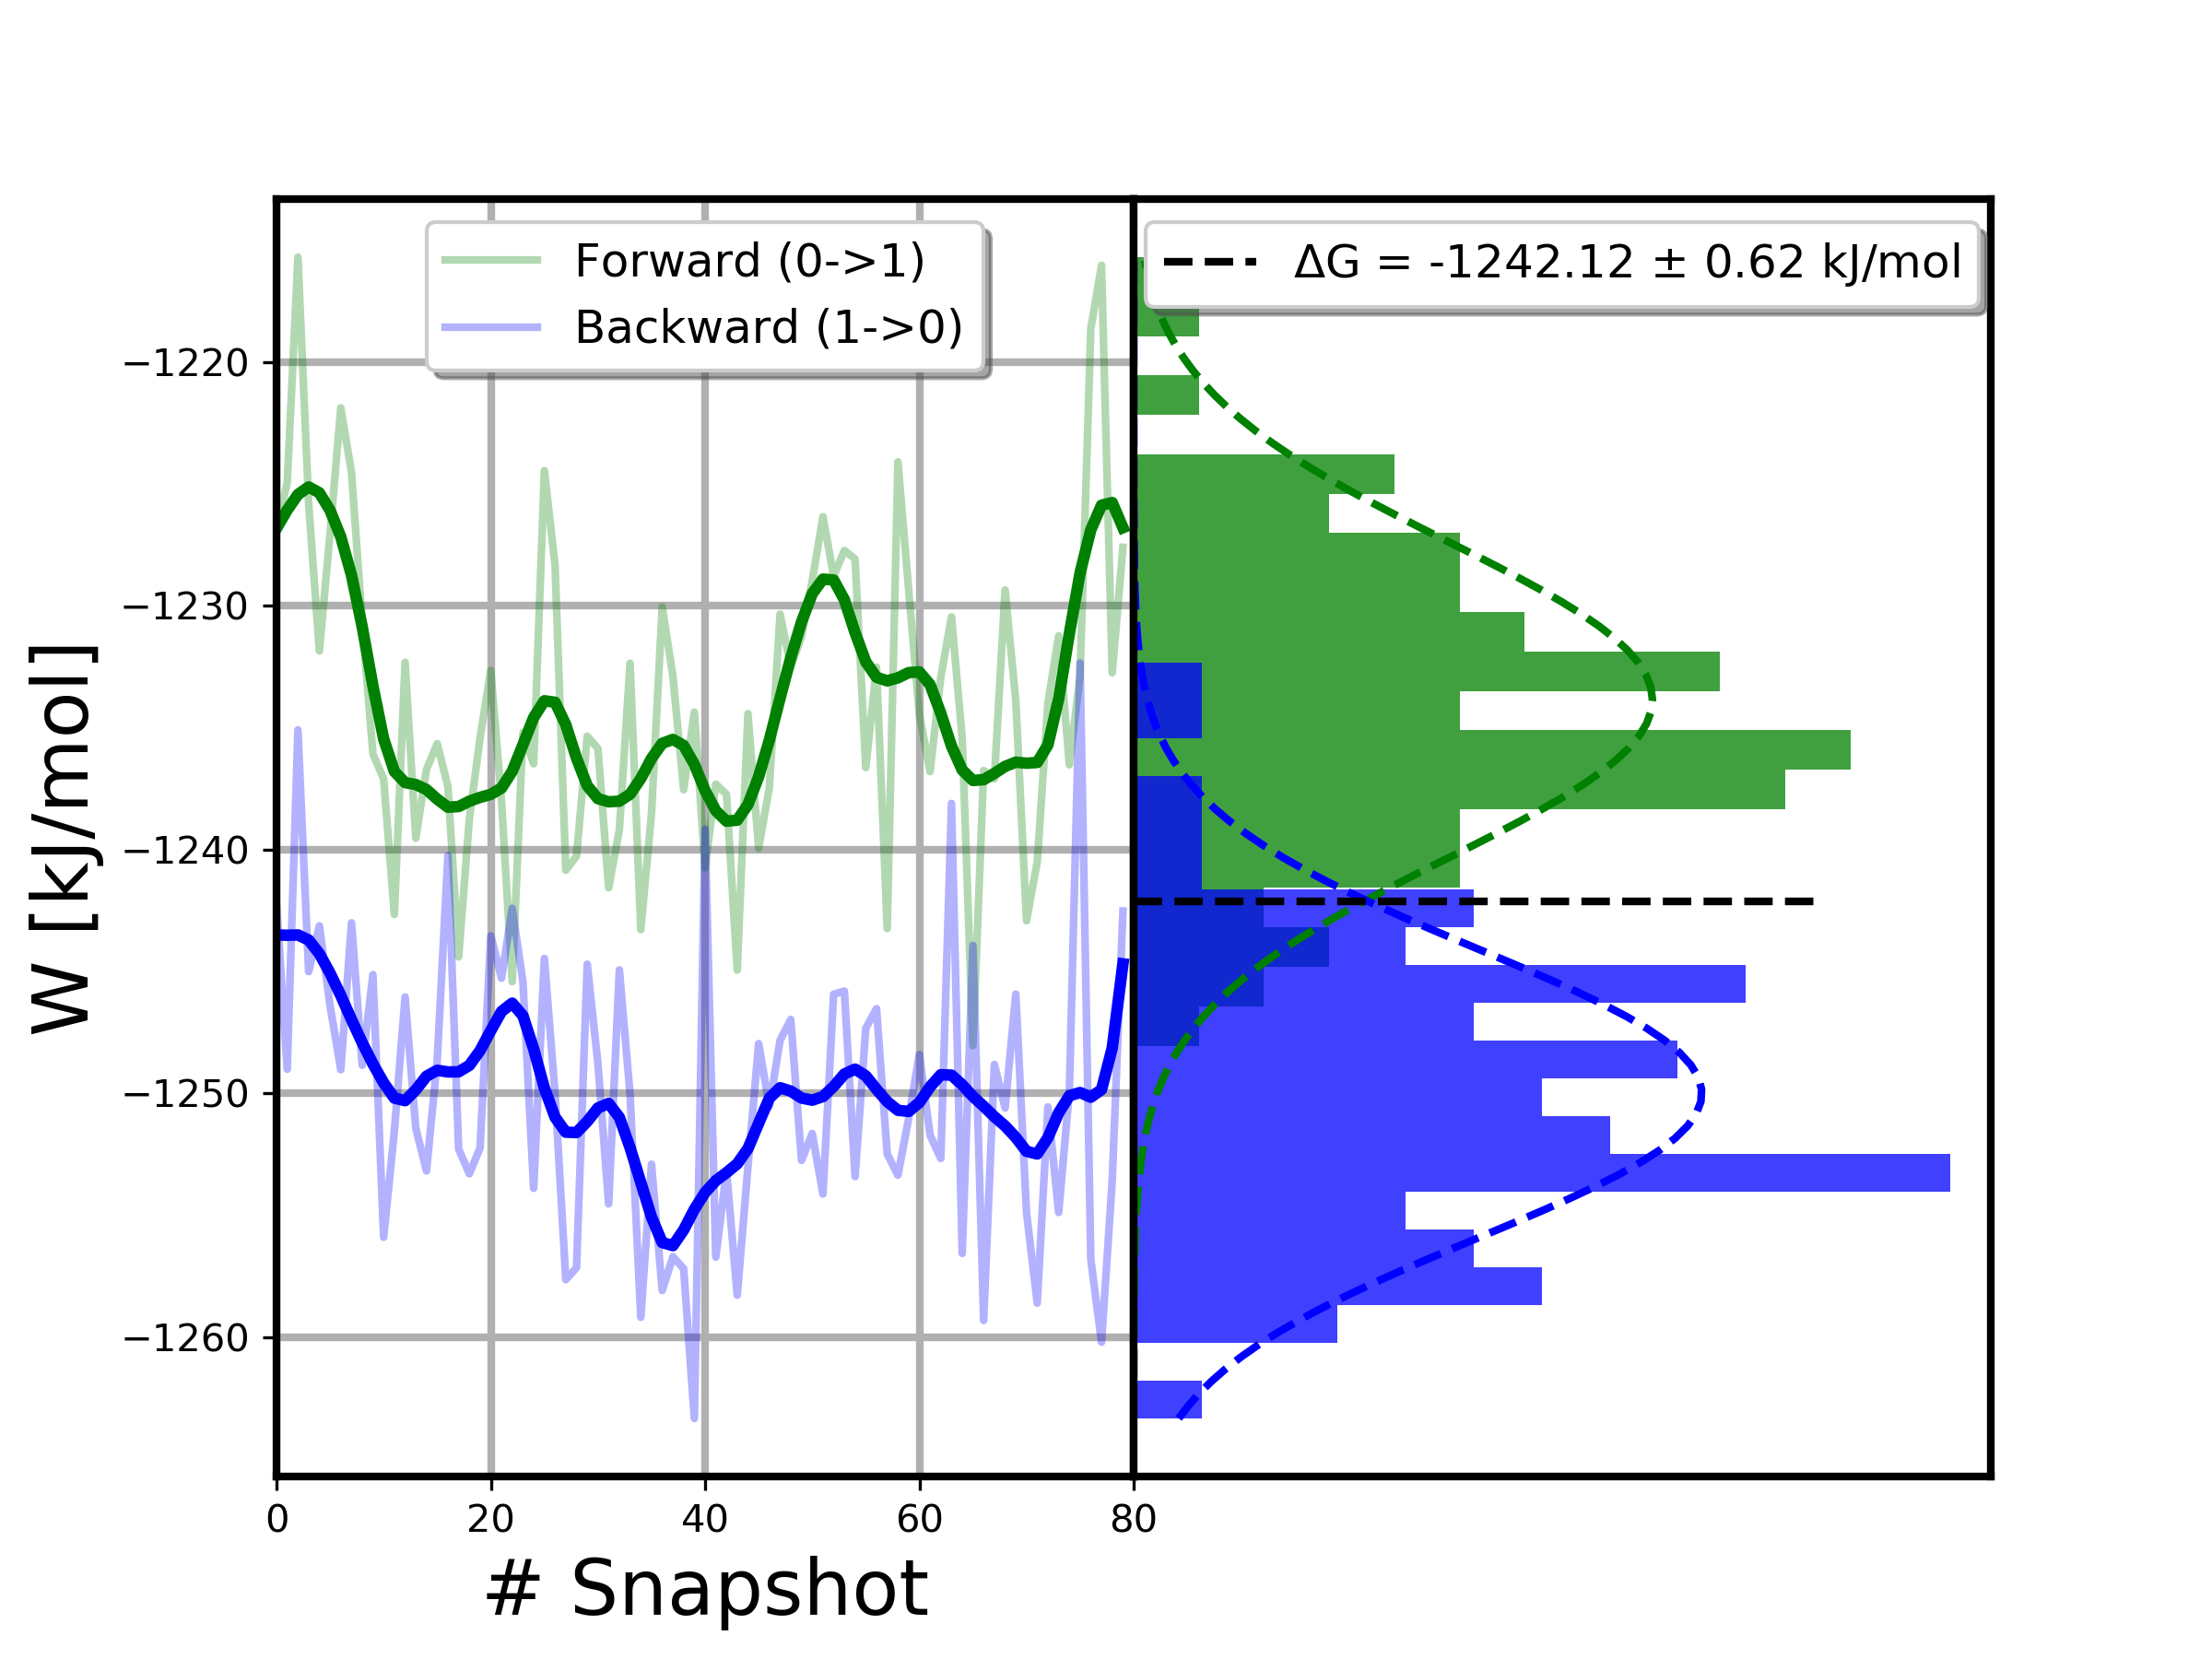 Forward (0->1)
Backward (1->0)
ΔG = -1242.12 ± 0.62 kJ/mol
W [kJ/mol]
−1220
−1230
−1240
−1250
−1260
0 20 40 60 80
# Snapshot